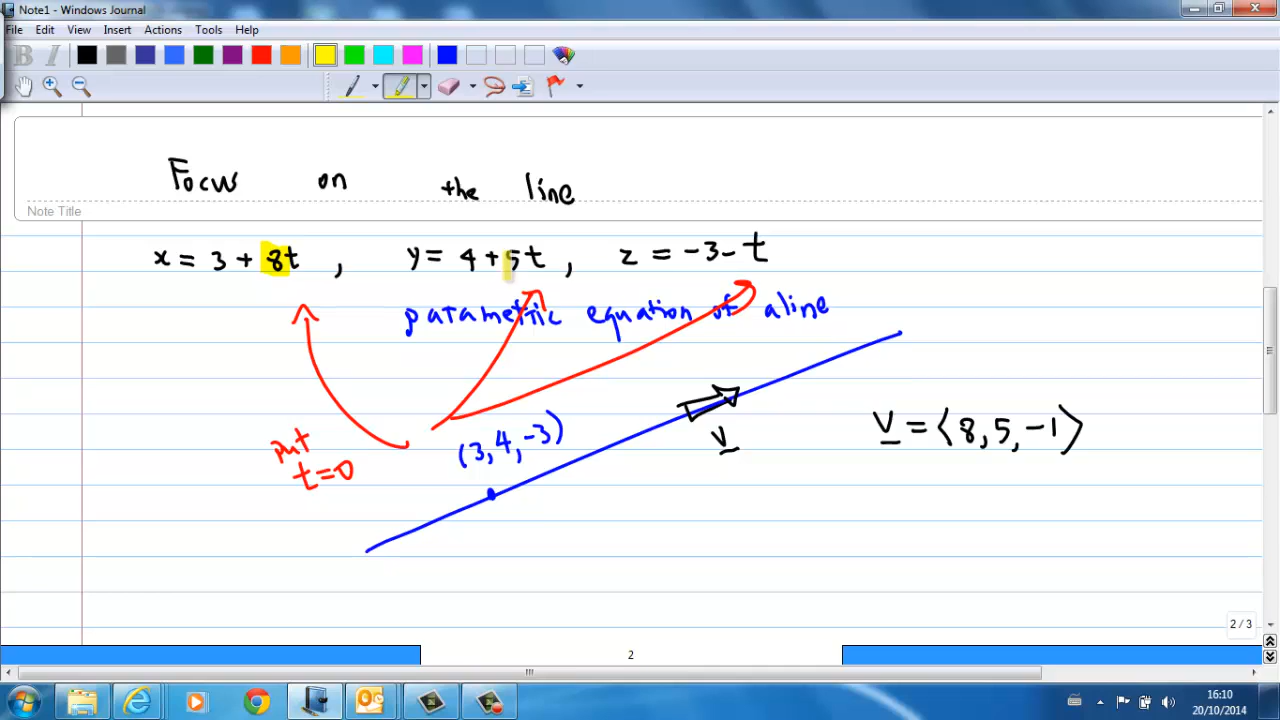 Note1 - Windows Journal
File Edit View Insert Actions Tools Help
Focus on the line
Note Title
x = 3 + 8t , y = 4 + 5t , z = -3 - t
parametric equation of a line
(3, 4, -3)
v = ⟨8, 5, -1⟩
v
put
t=0
2 / 3
2
16:10
20/10/2014